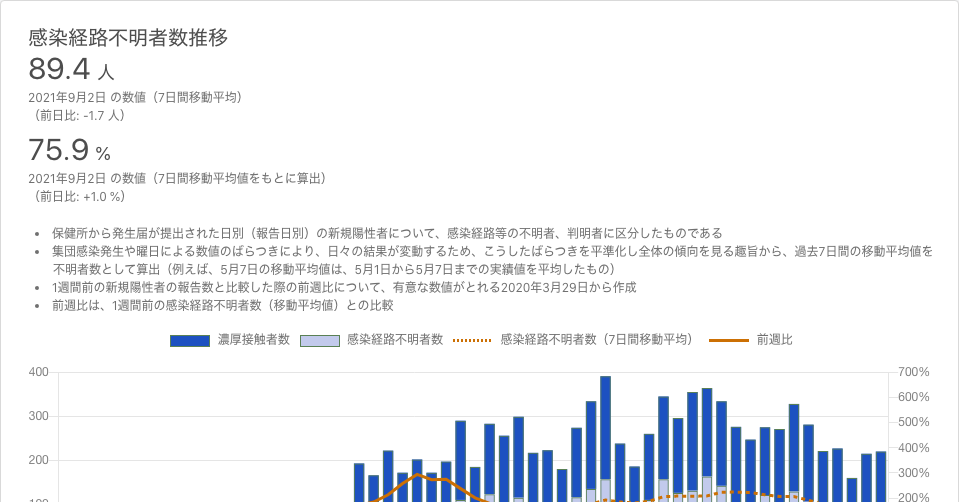 感染経路不明者数推移
89.4 人
2021年9月2日 の数値（7日間移動平均）
（前日比: -1.7 人）
75.9 %
2021年9月2日 の数値（7日間移動平均値をもとに算出）
（前日比: +1.0 %）
• 保健所から発生届が提出された日別（報告日別）の新規陽性者について、感染経路等の不明者、判明者に区分したものである
• 集団感染発生や曜日による数値のばらつきにより、日々の結果が変動するため、こうしたばらつきを平準化し全体の傾向を見る趣旨から、過去7日間の移動平均値を
不明者数として算出（例えば、5月7日の移動平均値は、5月1日から5月7日までの実績値を平均したもの）
• 1週間前の新規陽性者の報告数と比較した際の前週比について、有意な数値がとれる2020年3月29日から作成
• 前週比は、1週間前の感染経路不明者数（移動平均値）との比較
濃厚接触者数 感染経路不明者数 感染経路不明者数（7日間移動平均） 前週比
400 700%
600%
300 500%
400%
200 300%
100 200%